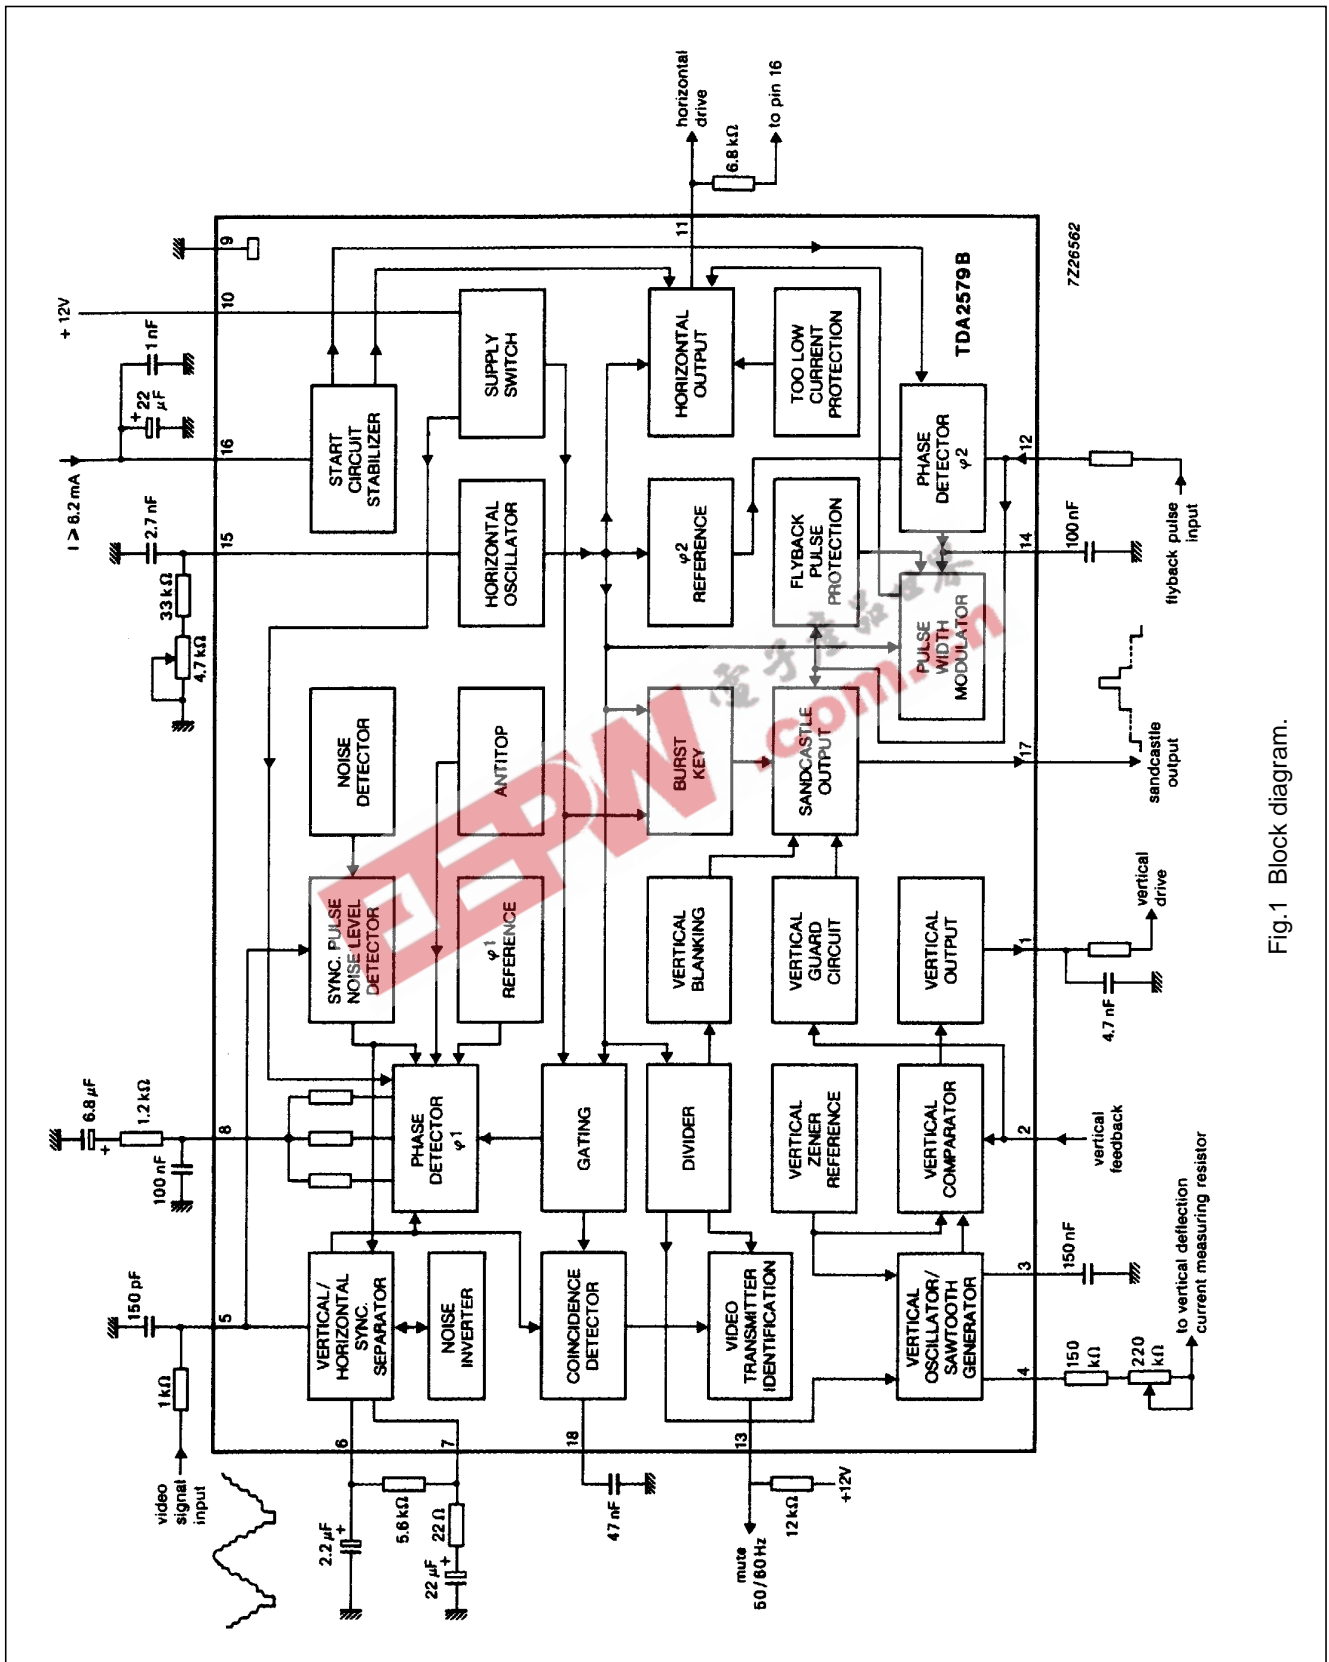 video
signal
input
1 kΩ
150 pF
5
6
7
2.2 μF
+
5.6 kΩ
22 Ω
22 μF
+
VERTICAL/
HORIZONTAL
SYNC.
SEPARATOR
NOISE
INVERTER
6.8 μF
+
1.2 kΩ
100 nF
8
PHASE
DETECTOR
φ1
SYNC. PULSE
NOISE LEVEL
DETECTOR
NOISE
DETECTOR
φ1
REFERENCE
ANTITOP
4.7 kΩ
33 kΩ
2.7 nF
15
HORIZONTAL
OSCILLATOR
I ⩾ 6.2 mA
+
22
μF
1 nF
16
START
CIRCUIT
STABILIZER
+ 12V
10
SUPPLY
SWITCH
9
18
47 nF
COINCIDENCE
DETECTOR
GATING
13
mute
50/60 Hz
12 kΩ
+12V
VIDEO
TRANSMITTER
IDENTIFICATION
DIVIDER
VERTICAL
BLANKING
BURST
KEY
φ2
REFERENCE
HORIZONTAL
OUTPUT
11
horizontal
drive
6.8 kΩ
to pin 16
VERTICAL
ZENER
REFERENCE
VERTICAL
GUARD
CIRCUIT
SANDCASTLE
OUTPUT
FLYBACK
PULSE
PROTECTION
TOO LOW
CURRENT
PROTECTION
VERTICAL
OSCILLATOR/
SAWTOOTH
GENERATOR
VERTICAL
COMPARATOR
VERTICAL
OUTPUT
PULSE
WIDTH
MODULATOR
PHASE
DETECTOR
φ2
TDA2579B
4
3
2
1
17
14
12
150
kΩ
220
kΩ
to vertical deflection
current measuring resistor
150 nF
vertical
feedback
4.7 nF
vertical
drive
sandcastle
output
100 nF
flyback pulse
input
7Z26562
EEPW
.com.cn
電子產品世界
Fig.1 Block diagram.